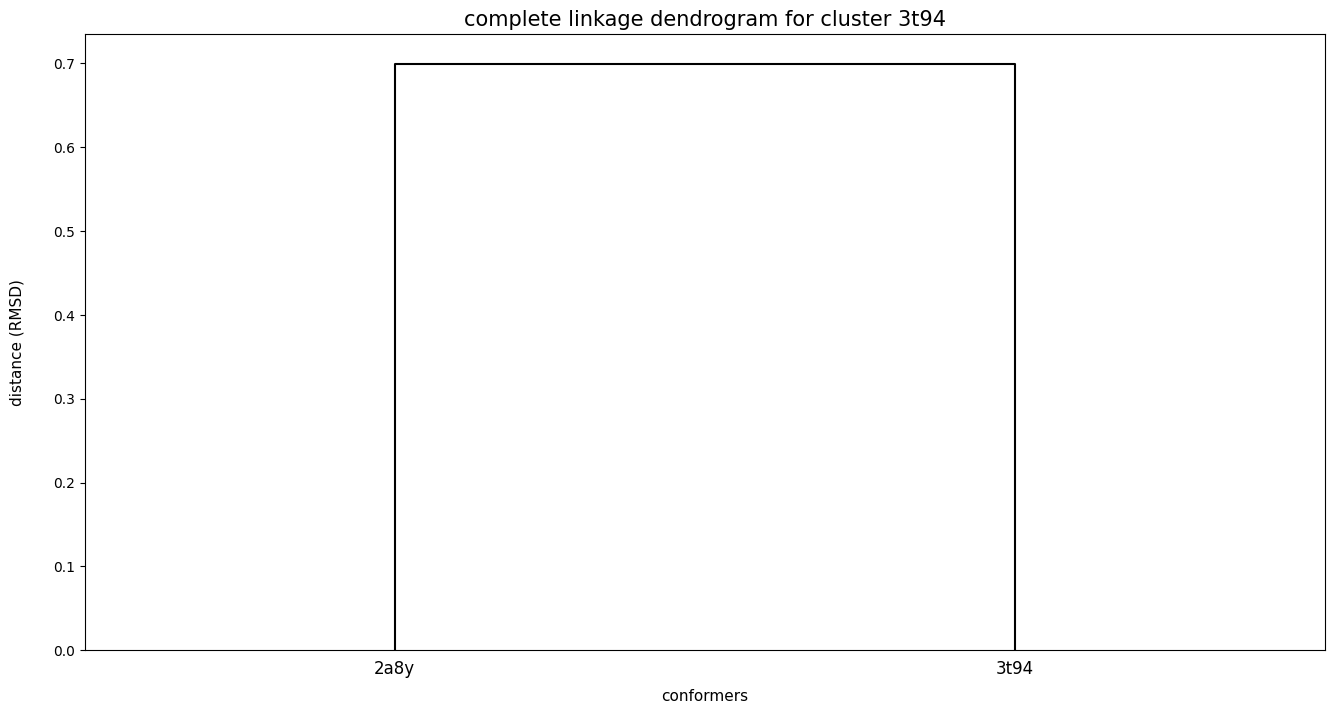 complete linkage dendrogram for cluster 3t94
0.7
0.6
0.5
0.4
0.3
0.2
0.1
0.0
distance (RMSD)
2a8y 3t94
conformers